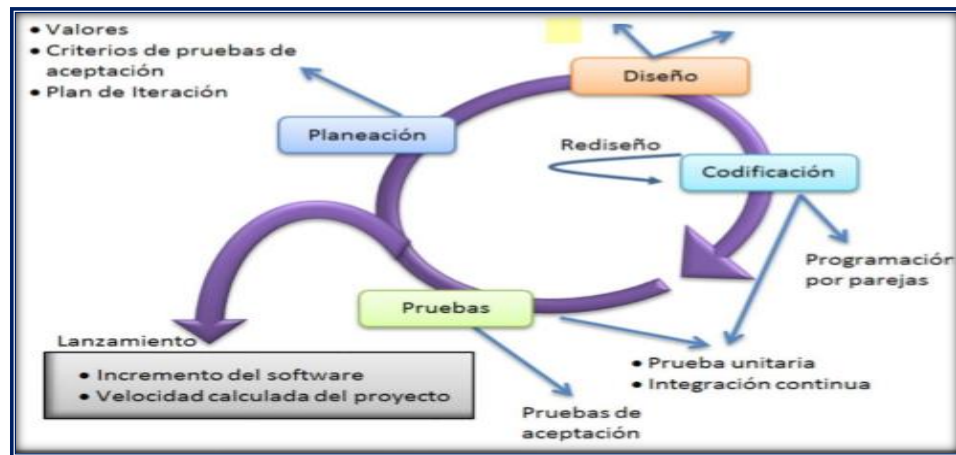 • Valores
• Criterios de pruebas de
aceptación
• Plan de Iteración
Diseño
Planeación
Rediseño
Codificación
Programación
por parejas
Pruebas
Lanzamiento
• Incremento del software
• Velocidad calculada del proyecto
• Prueba unitaria
• Integración continua
Pruebas de
aceptación